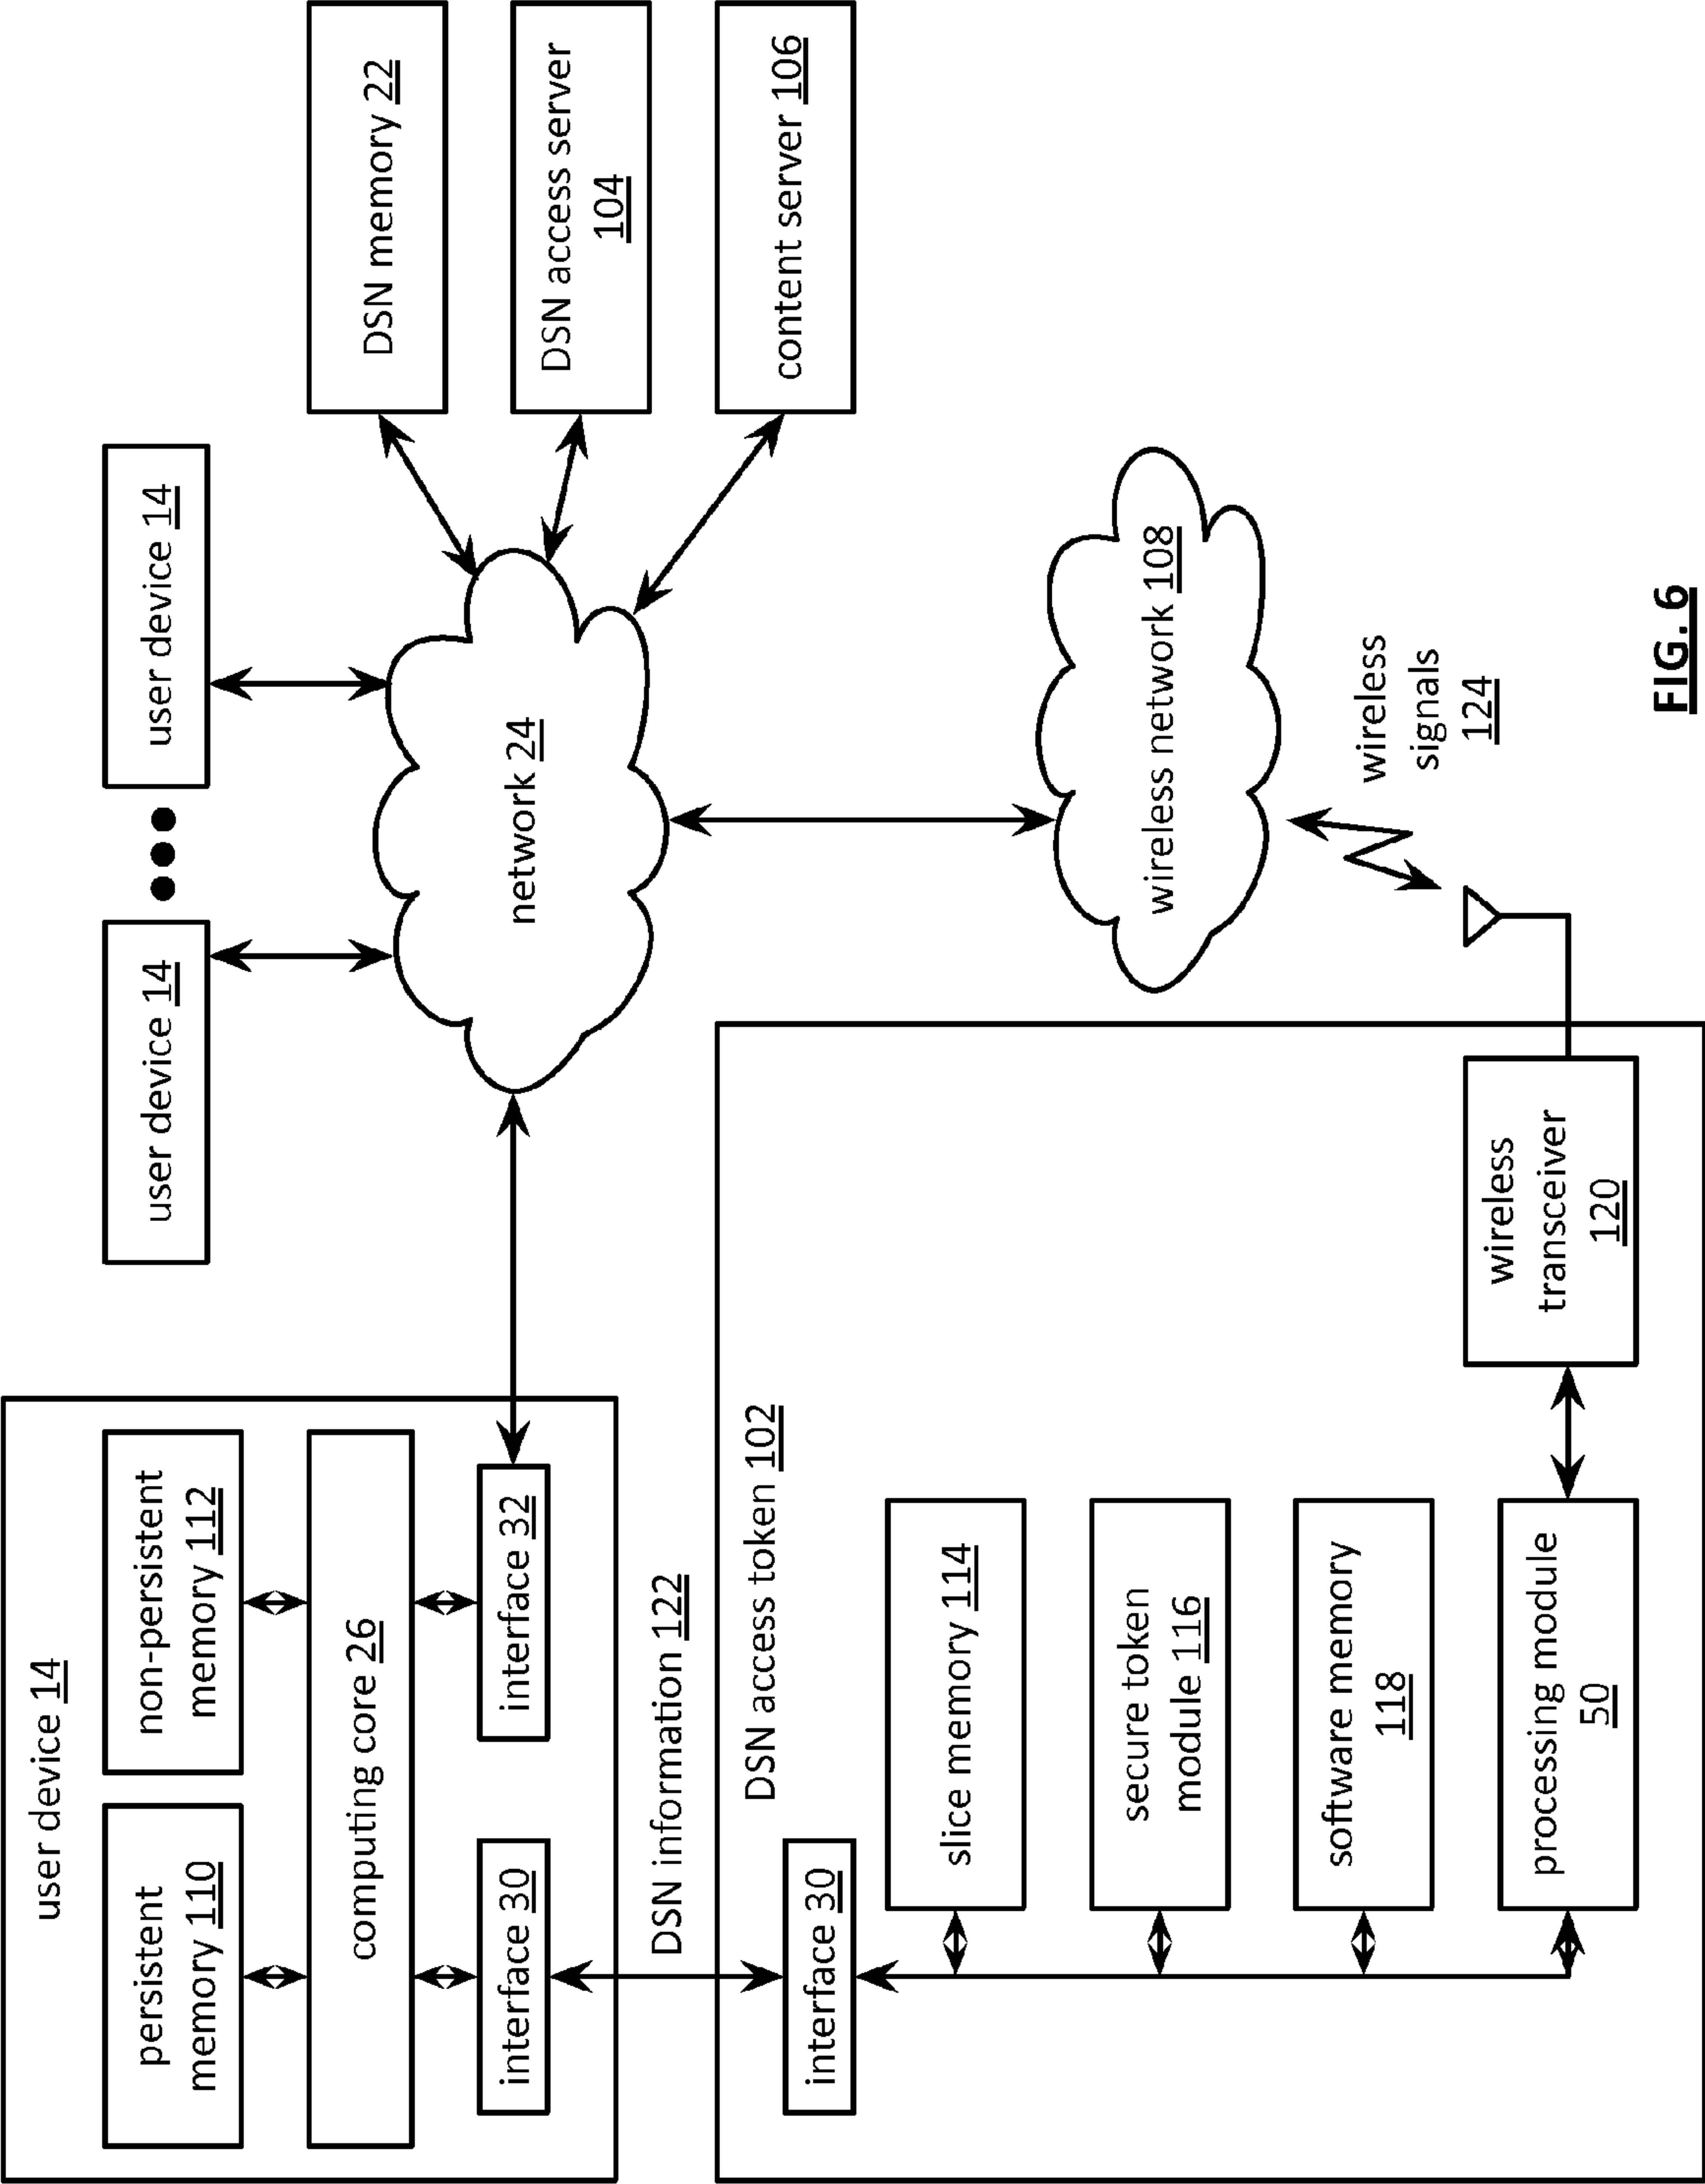 user device 14
persistent
memory 110
non-persistent
memory 112
computing core 26
interface 30
interface 32
user device 14
user device 14
network 24
DSN memory 22
DSN access server
104
content server 106
DSN information 122
DSN access token 102
interface 30
slice memory 114
secure token
module 116
software memory
118
processing module
50
wireless
transceiver
120
wireless network 108
wireless
signals
124
FIG. 6